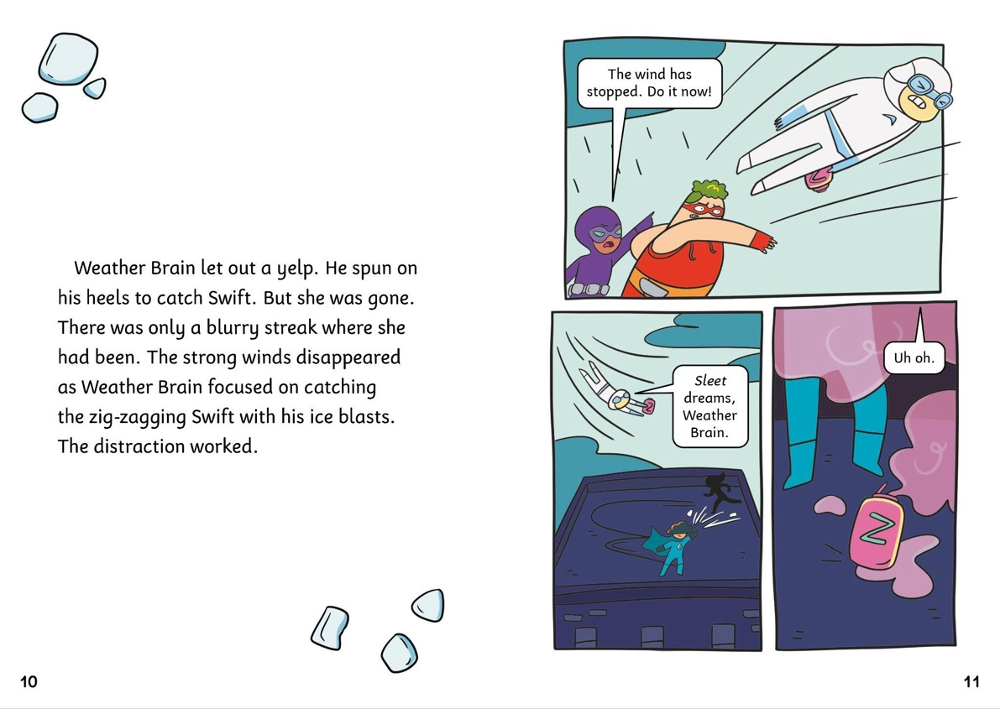 Weather Brain let out a yelp. He spun on
his heels to catch Swift. But she was gone.
There was only a blurry streak where she
had been. The strong winds disappeared
as Weather Brain focused on catching
the zig-zagging Swift with his ice blasts.
The distraction worked.
10
The wind has
stopped. Do it now!
Z
Sleet
dreams,
Weather
Brain.
Z
Uh oh.
Z
11